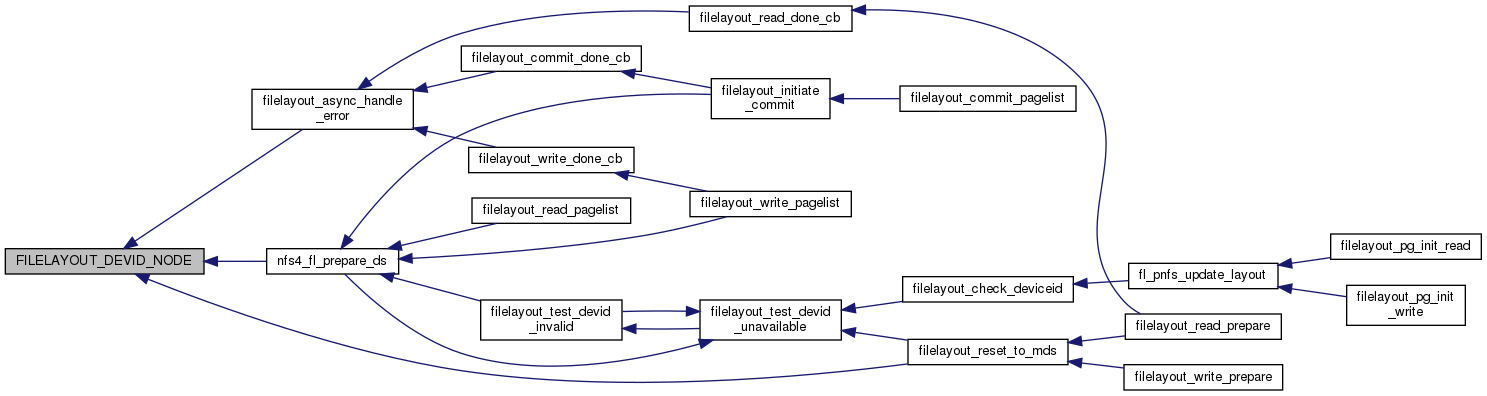 filelayout_read_done_cb
filelayout_commit_done_cb
filelayout_initiate
_commit
filelayout_commit_pagelist
filelayout_async_handle
_error
filelayout_write_done_cb
filelayout_write_pagelist
filelayout_read_pagelist
FILELAYOUT_DEVID_NODE
nfs4_fl_prepare_ds
filelayout_pg_init_read
fl_pnfs_update_layout
filelayout_check_deviceid
filelayout_pg_init
_write
filelayout_test_devid
_invalid
filelayout_test_devid
_unavailable
filelayout_read_prepare
filelayout_reset_to_mds
filelayout_write_prepare